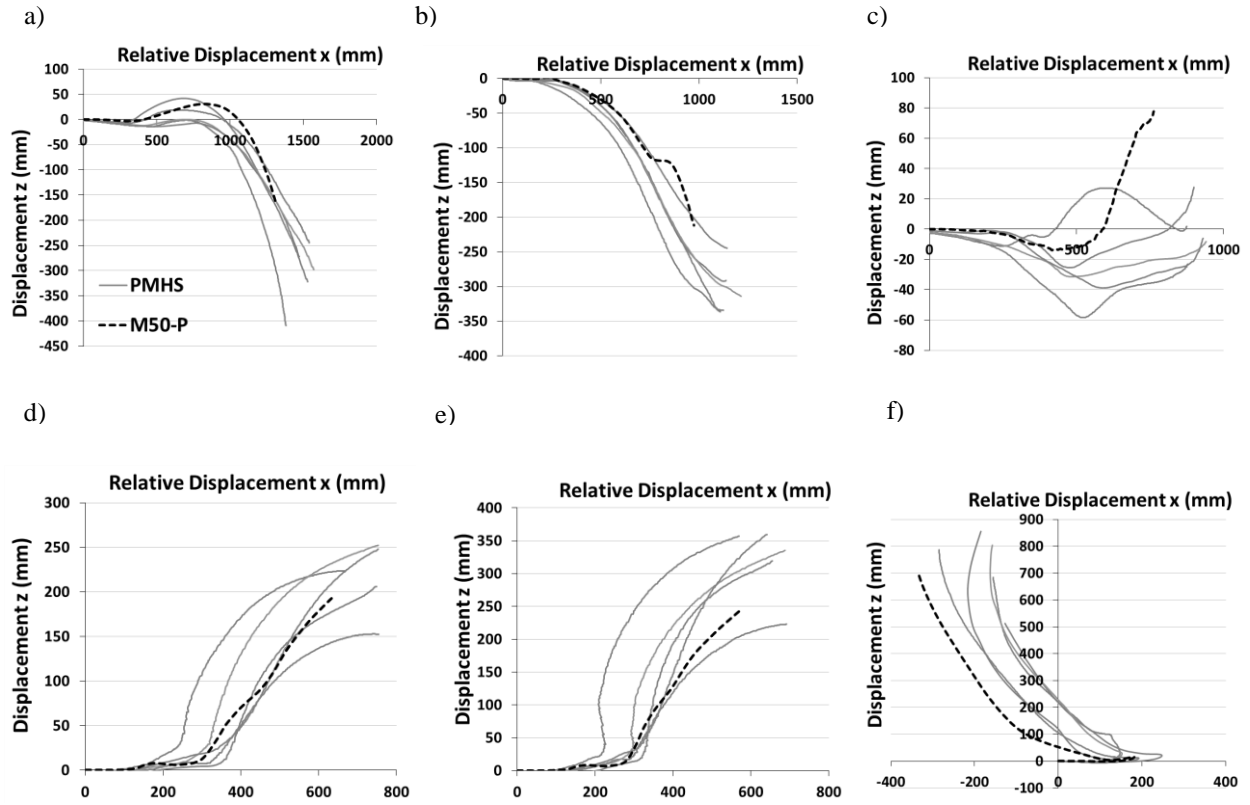 a)
Relative Displacement x (mm)
Displacement z (mm)
100
50
0
-50
-100
-150
-200
-250
-300
-350
-400
-450
0 500 1000 1500 2000
PMHS
M50-P
b)
Relative Displacement x (mm)
Displacement z (mm)
0
-50
-100
-150
-200
-250
-300
-350
-400
0 500 1000 1500
c)
Relative Displacement x (mm)
Displacement z (mm)
100
80
60
40
20
0
-20
-40
-60
-80
0 500 1000
d)
Relative Displacement x (mm)
Displacement z (mm)
300
250
200
150
100
50
0
0 200 400 600 800
e)
Relative Displacement x (mm)
Displacement z (mm)
400
350
300
250
200
150
100
50
0
0 200 400 600 800
f)
Relative Displacement x (mm)
Displacement z (mm)
900
800
700
600
500
400
300
200
100
0
-100
-400 -200 0 200 400